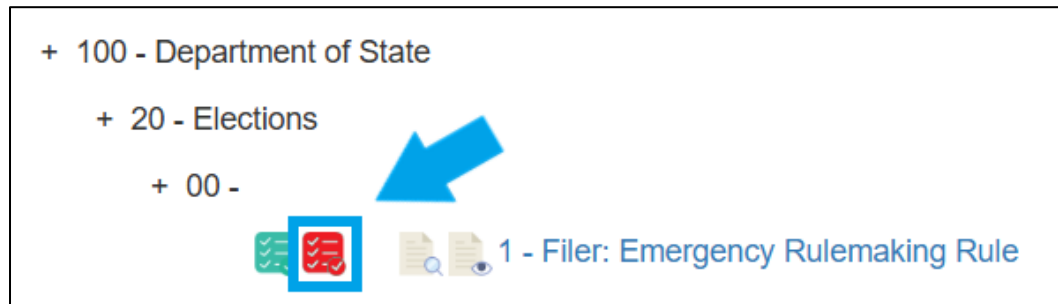 + 100 - Department of State
+ 20 - Elections
+ 00 -
1 - Filer: Emergency Rulemaking Rule